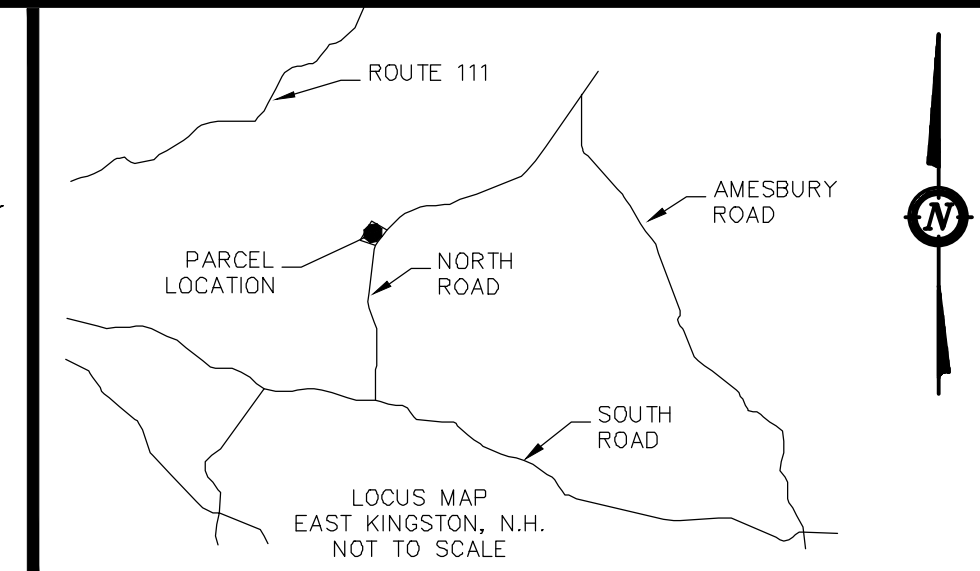 ROUTE 111
AMESBURY
ROAD
N
PARCEL
LOCATION
NORTH
ROAD
SOUTH
ROAD
LOCUS MAP
EAST KINGSTON, N.H.
NOT TO SCALE